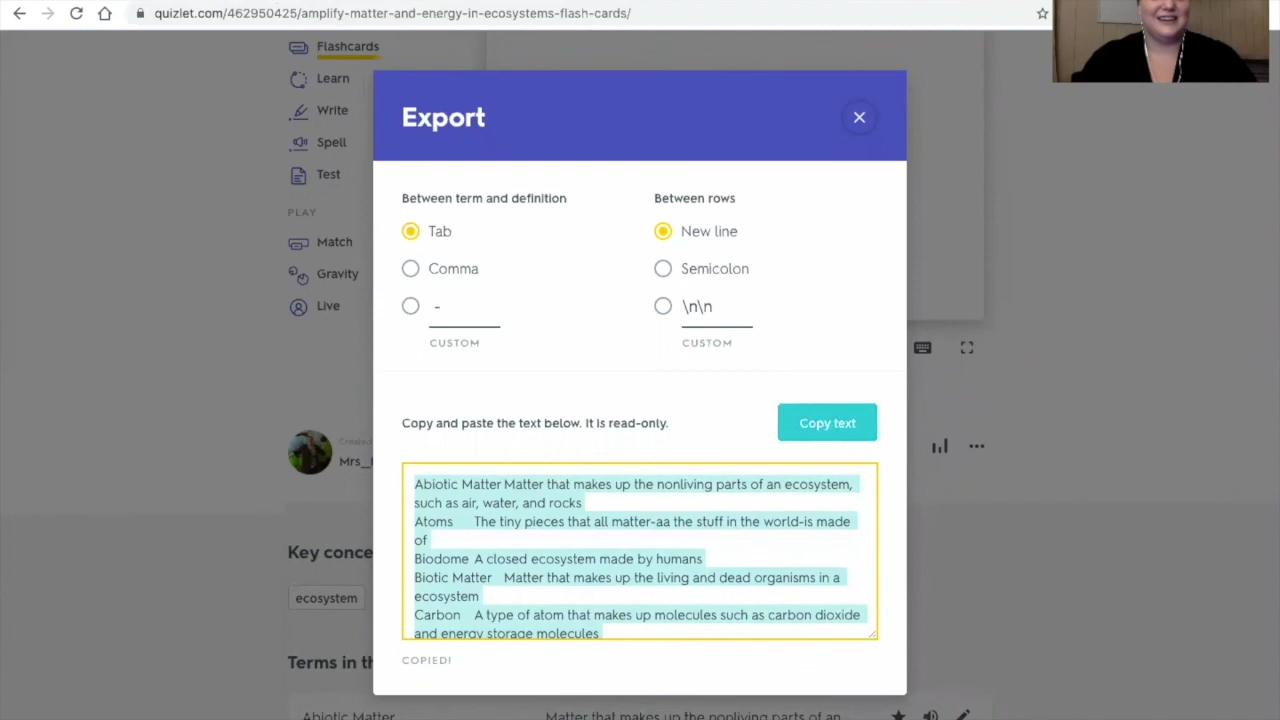 quizlet.com/462950425/amplify-matter-and-energy-in-ecosystems-flash-cards/
Flashcards
Learn
Write
Spell
Test
PLAY
Match
Gravity
Live
Export
Between term and definition
Between rows
Tab
New line
Comma
Semicolon
-
\n\n
CUSTOM
CUSTOM
Copy and paste the text below. It is read-only.
Copy text
Abiotic Matter Matter that makes up the nonliving parts of an ecosystem,
such as air, water, and rocks
Atoms The tiny pieces that all matter-aa the stuff in the world-is made
of
Biodome A closed ecosystem made by humans
Biotic Matter Matter that makes up the living and dead organisms in a
ecosystem
Carbon A type of atom that makes up molecules such as carbon dioxide
and energy storage molecules
COPIED!
Created
Mrs_
Key conce
ecosystem
Terms in th
Abiotic Matter
Matter that makes up the nonliving parts of an